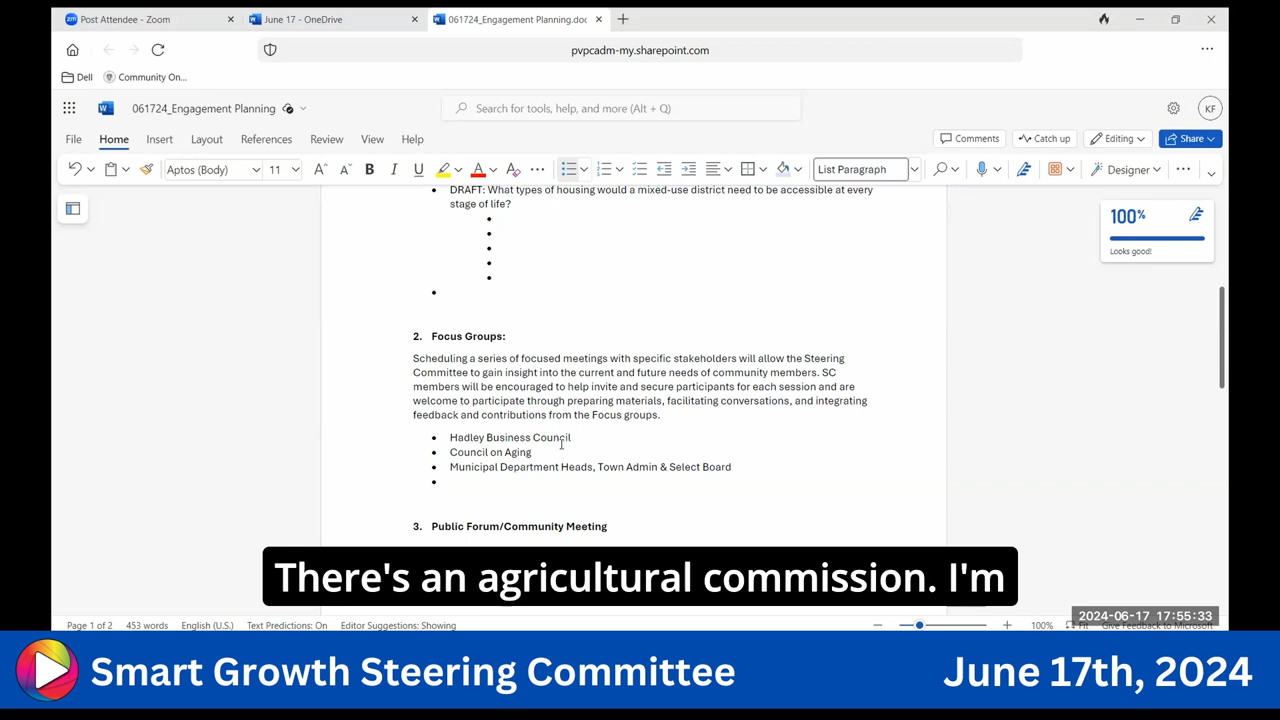 Post Attendee - Zoom
June 17 - OneDrive
061724_Engagement Planning.doc
pvpcadm-my.sharepoint.com
Dell
Community On...
061724_Engagement Planning
Search for tools, help, and more (Alt + Q)
KF
File Home Insert Layout References Review View Help
Comments Catch up Editing Share
Aptos (Body) 11 A A B I U A List Paragraph Designer
DRAFT: What types of housing would a mixed-use district need to be accessible at every
stage of life?
100%
Looks good!
2. Focus Groups:
Scheduling a series of focused meetings with specific stakeholders will allow the Steering
Committee to gain insight into the current and future needs of community members. SC
members will be encouraged to help invite and secure participants for each session and are
welcome to participate through preparing materials, facilitating conversations, and integrating
feedback and contributions from the Focus groups.
• Hadley Business Council
• Council on Aging
• Municipal Department Heads, Town Admin & Select Board
3. Public Forum/Community Meeting
There's an agricultural commission. I'm
2024-06-17 17:55:33
Page 1 of 2 453 words English (U.S.) Text Predictions: On Editor Suggestions: Showing 100% Fit Give Feedback to Microsoft
Smart Growth Steering Committee June 17th, 2024